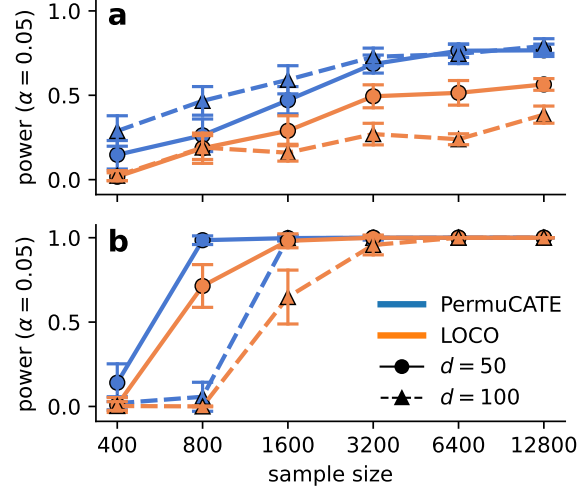 a
power (α = 0.05)
1.0
0.5
0.0
b
power (α = 0.05)
1.0
0.5
0.0
PermuCATE
LOCO
d = 50
d = 100
400 800 1600 3200 6400 12800
sample size